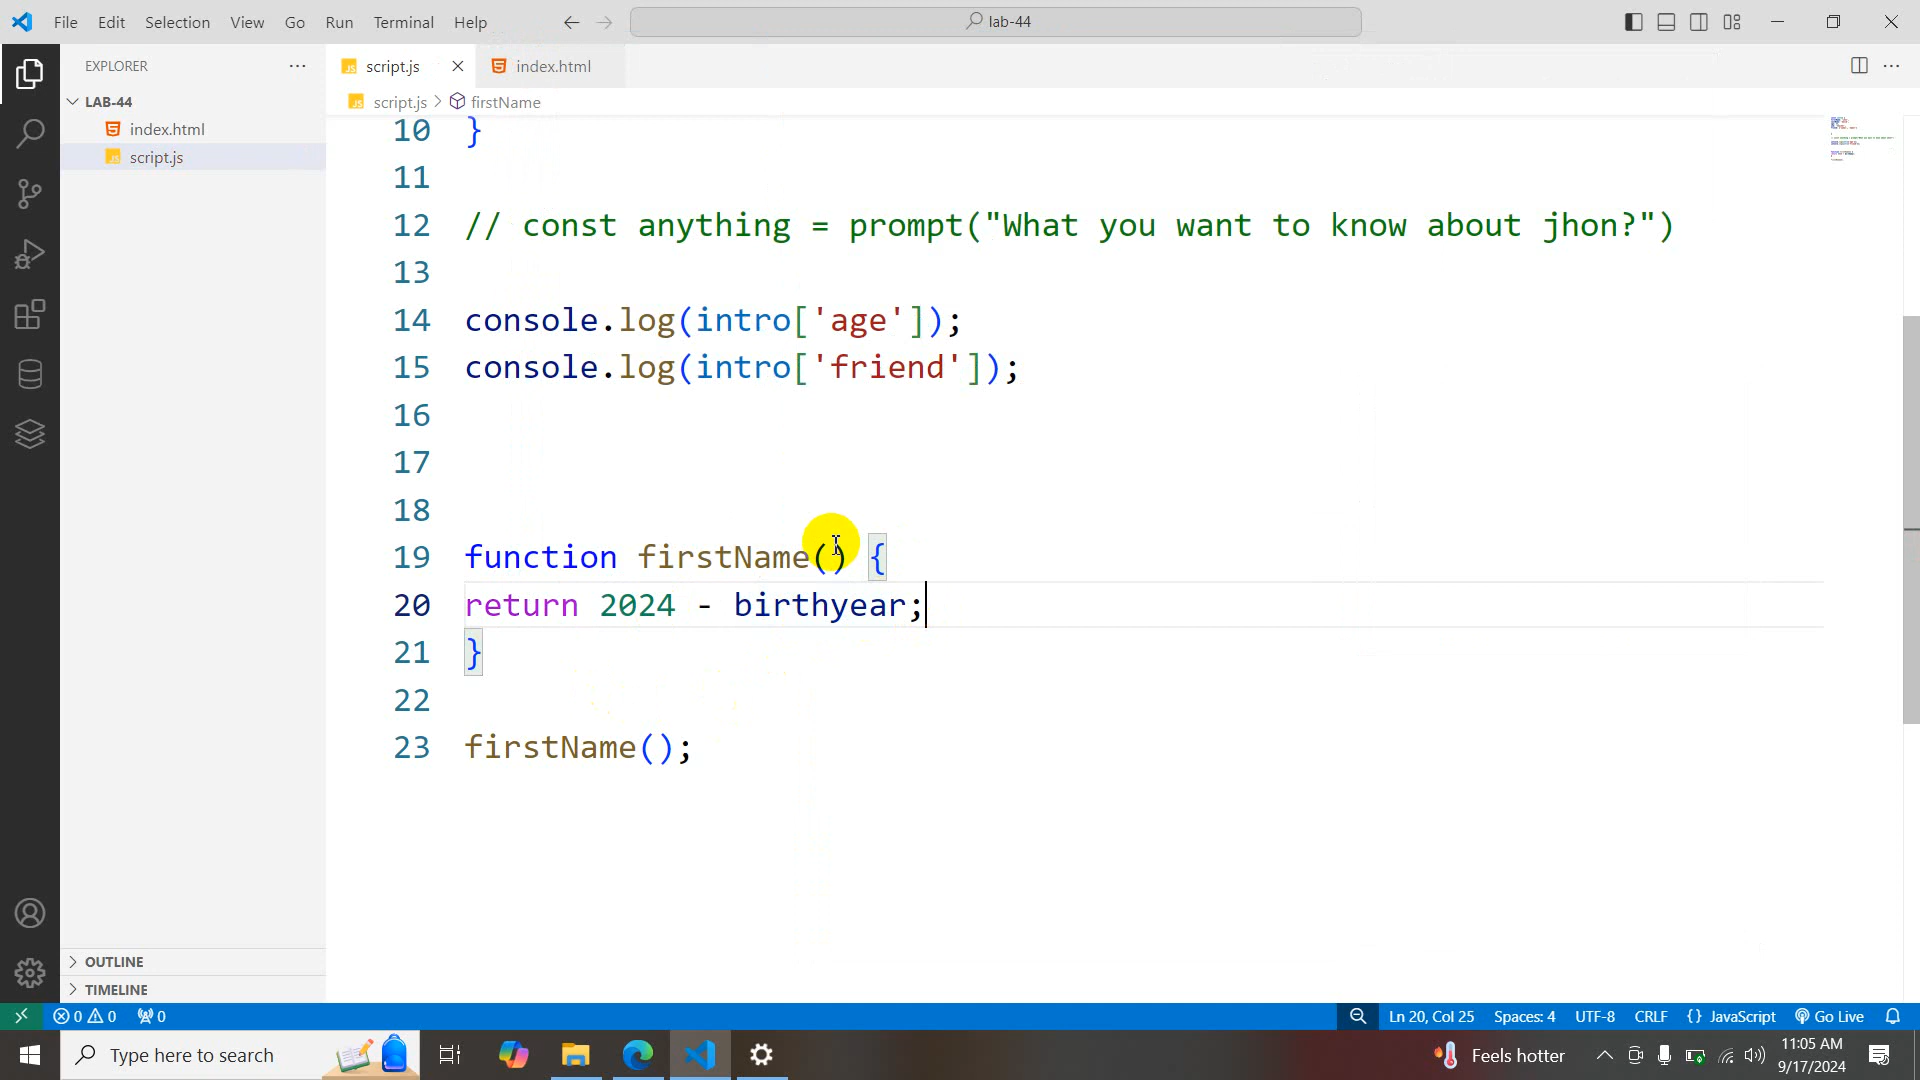 File Edit Selection View Go Run Terminal Help
lab-44
EXPLORER
LAB-44
index.html
script.js
script.js
index.html
script.js > firstName
10 }
11
12 // const anything = prompt("What you want to know about jhon?")
13
14 console.log(intro['age']);
15 console.log(intro['friend']);
16
17
18
19 function firstName() {
20 return 2024 - birthyear;
21 }
22
23 firstName();
OUTLINE
TIMELINE
0 0 0
Ln 20, Col 25 Spaces: 4 UTF-8 CRLF {} JavaScript Go Live
Type here to search
Feels hotter
11:05 AM
9/17/2024